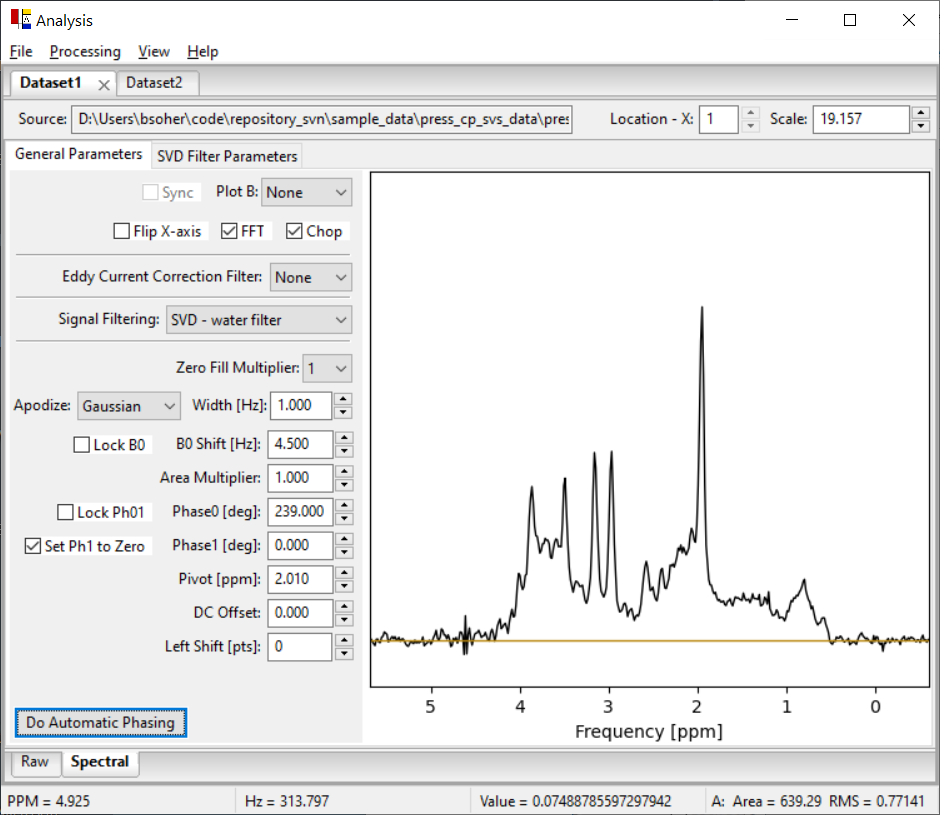 Analysis
File Processing View Help
Dataset1 Dataset2
Source: D:\Users\bsoher\code\repository_svn\sample_data\press_cp_svs_data\pres Location - X: 1 Scale: 19.157
General Parameters SVD Filter Parameters
Sync Plot B: None
Flip X-axis FFT Chop
Eddy Current Correction Filter: None
Signal Filtering: SVD - water filter
Zero Fill Multiplier: 1
Apodize: Gaussian Width [Hz]: 1.000
Lock B0 B0 Shift [Hz]: 4.500
Area Multiplier: 1.000
Lock Ph01 Phase0 [deg]: 239.000
Set Ph1 to Zero Phase1 [deg]: 0.000
Pivot [ppm]: 2.010
DC Offset: 0.000
Left Shift [pts]: 0
Do Automatic Phasing
5 4 3 2 1 0
Frequency [ppm]
Raw Spectral
PPM = 4.925 Hz = 313.797 Value = 0.07488785597297942 A: Area = 639.29 RMS = 0.77141